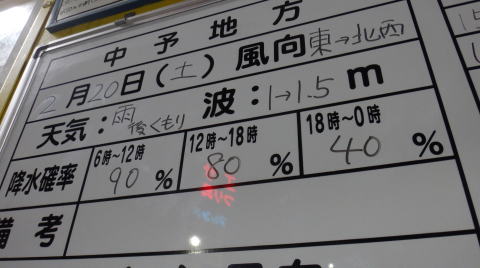 中予地方
2月20日(土) 風向 東→北西
天気：雨後くもり 波：1→1.5m
6時～12時 12時～18時 18時～0時
降水確率 90% 80% 40%
備考